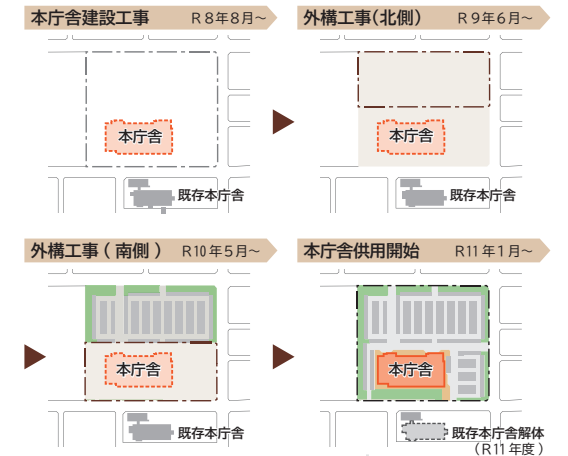 本庁舎建設工事 R8年8月～
本庁舎
既存本庁舎
外構工事(北側) R9年6月～
本庁舎
既存本庁舎
外構工事(南側) R10年5月～
本庁舎
既存本庁舎
本庁舎供用開始 R11年1月～
本庁舎
既存本庁舎解体
(R11年度)